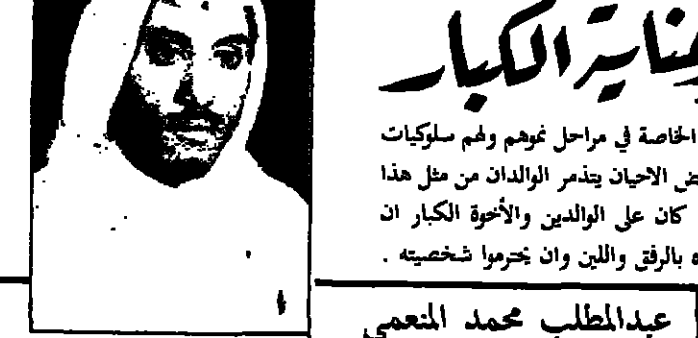 جناية الكبار
الخاصة في مراحل نموهم ولهم سلوكيات
الاحيان يتذمر الوالدان من مثل هذا
كان على الوالدين والأخوة الكبار ان
بالرفق واللين وان يحترموا شخصيته .
عبدالمطلب محمد المنعمي